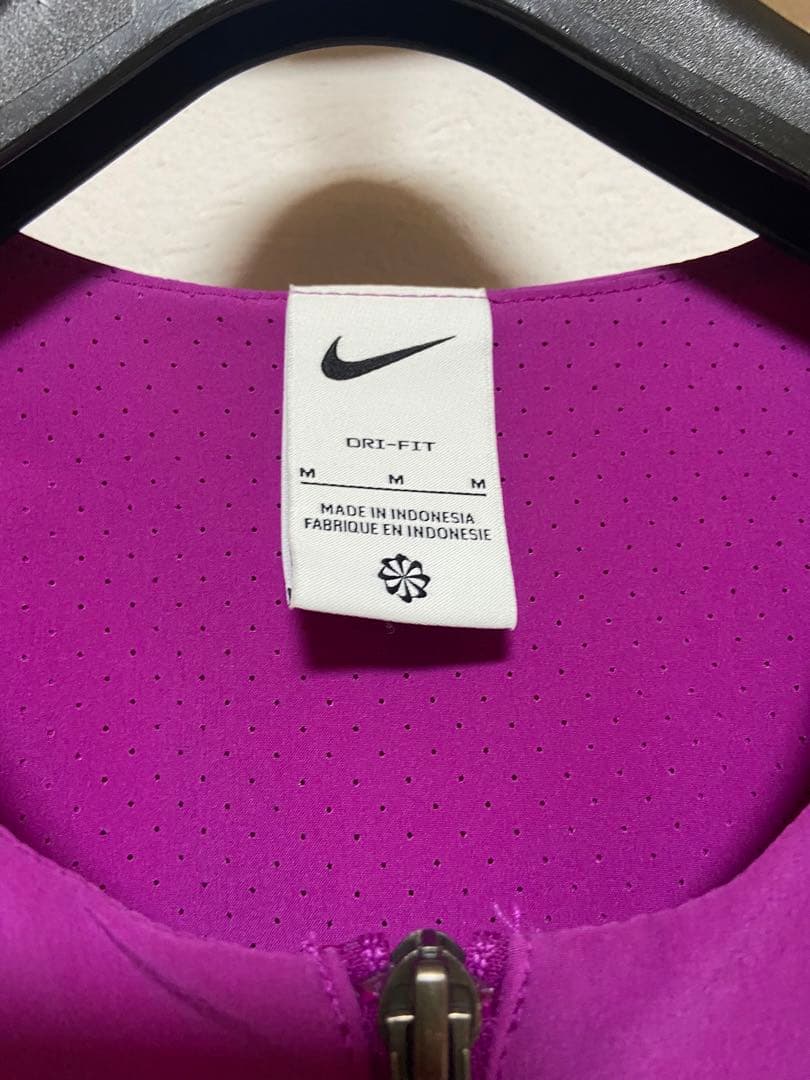 DRI-FIT
M M M
MADE IN INDONESIA
FABRIQUE EN INDONESIE